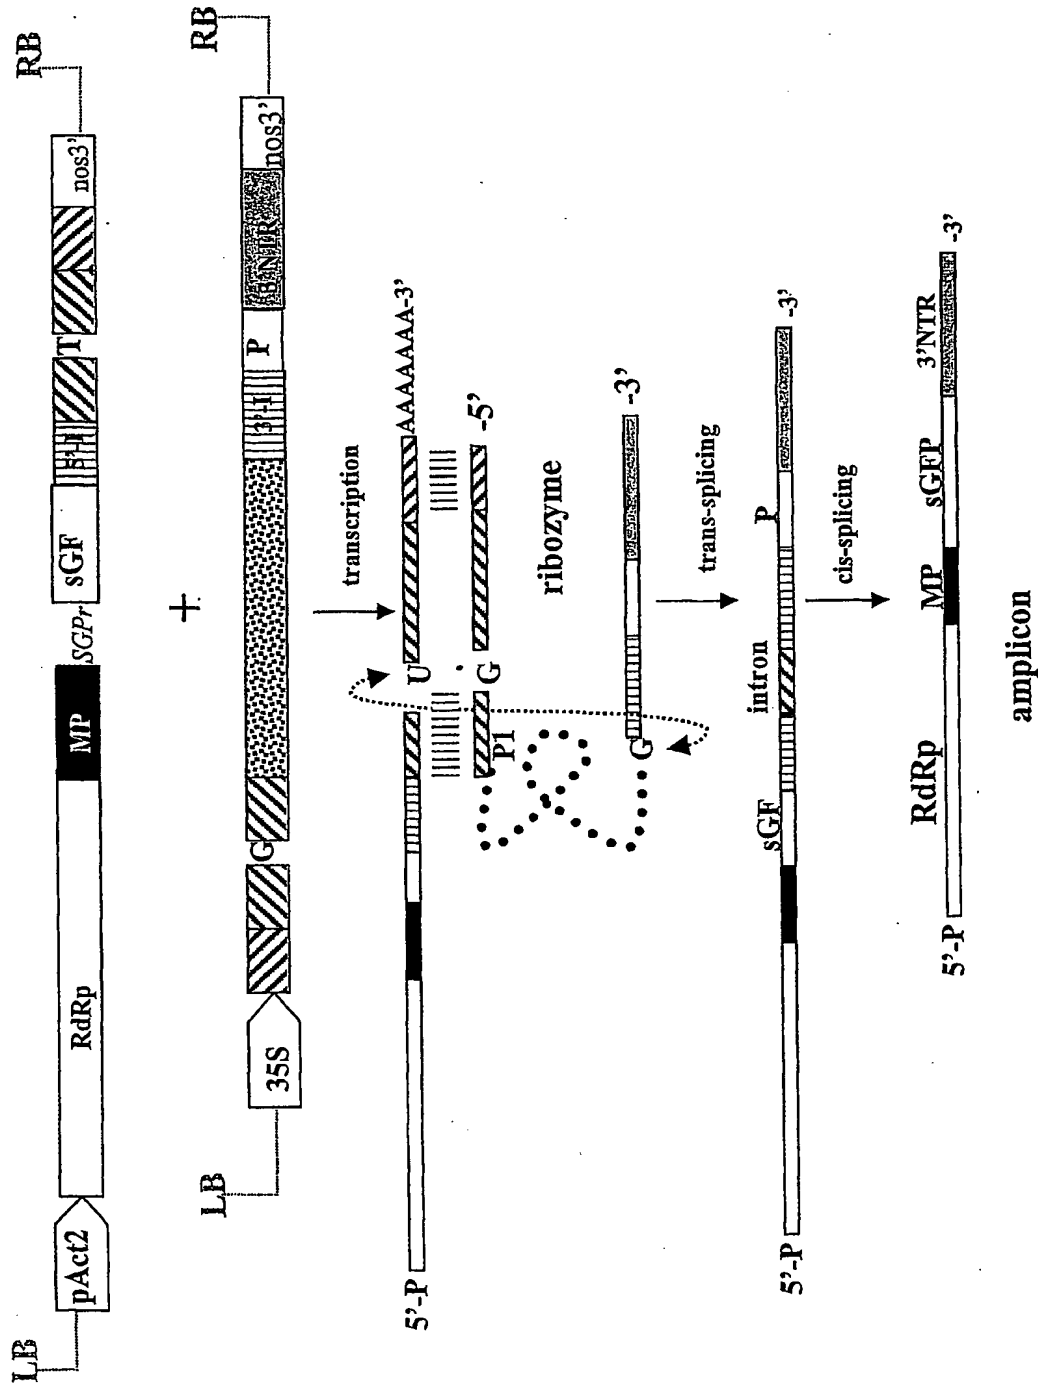 LB
pAct2
RdRp
MP
SGPr
sGF
5'-I
T
nos3'
RB
+
LB
35S
G
3'-I
P
3'NTR
nos3'
RB
transcription
5'-P
U
AAAAAAA-3'
P1
G
-5'
ribozyme
G
-3'
trans-splicing
5'-P
sGF
intron
P
-3'
cis-splicing
5'-P
RdRp
MP
sGFP
3'NTR
-3'
amplicon